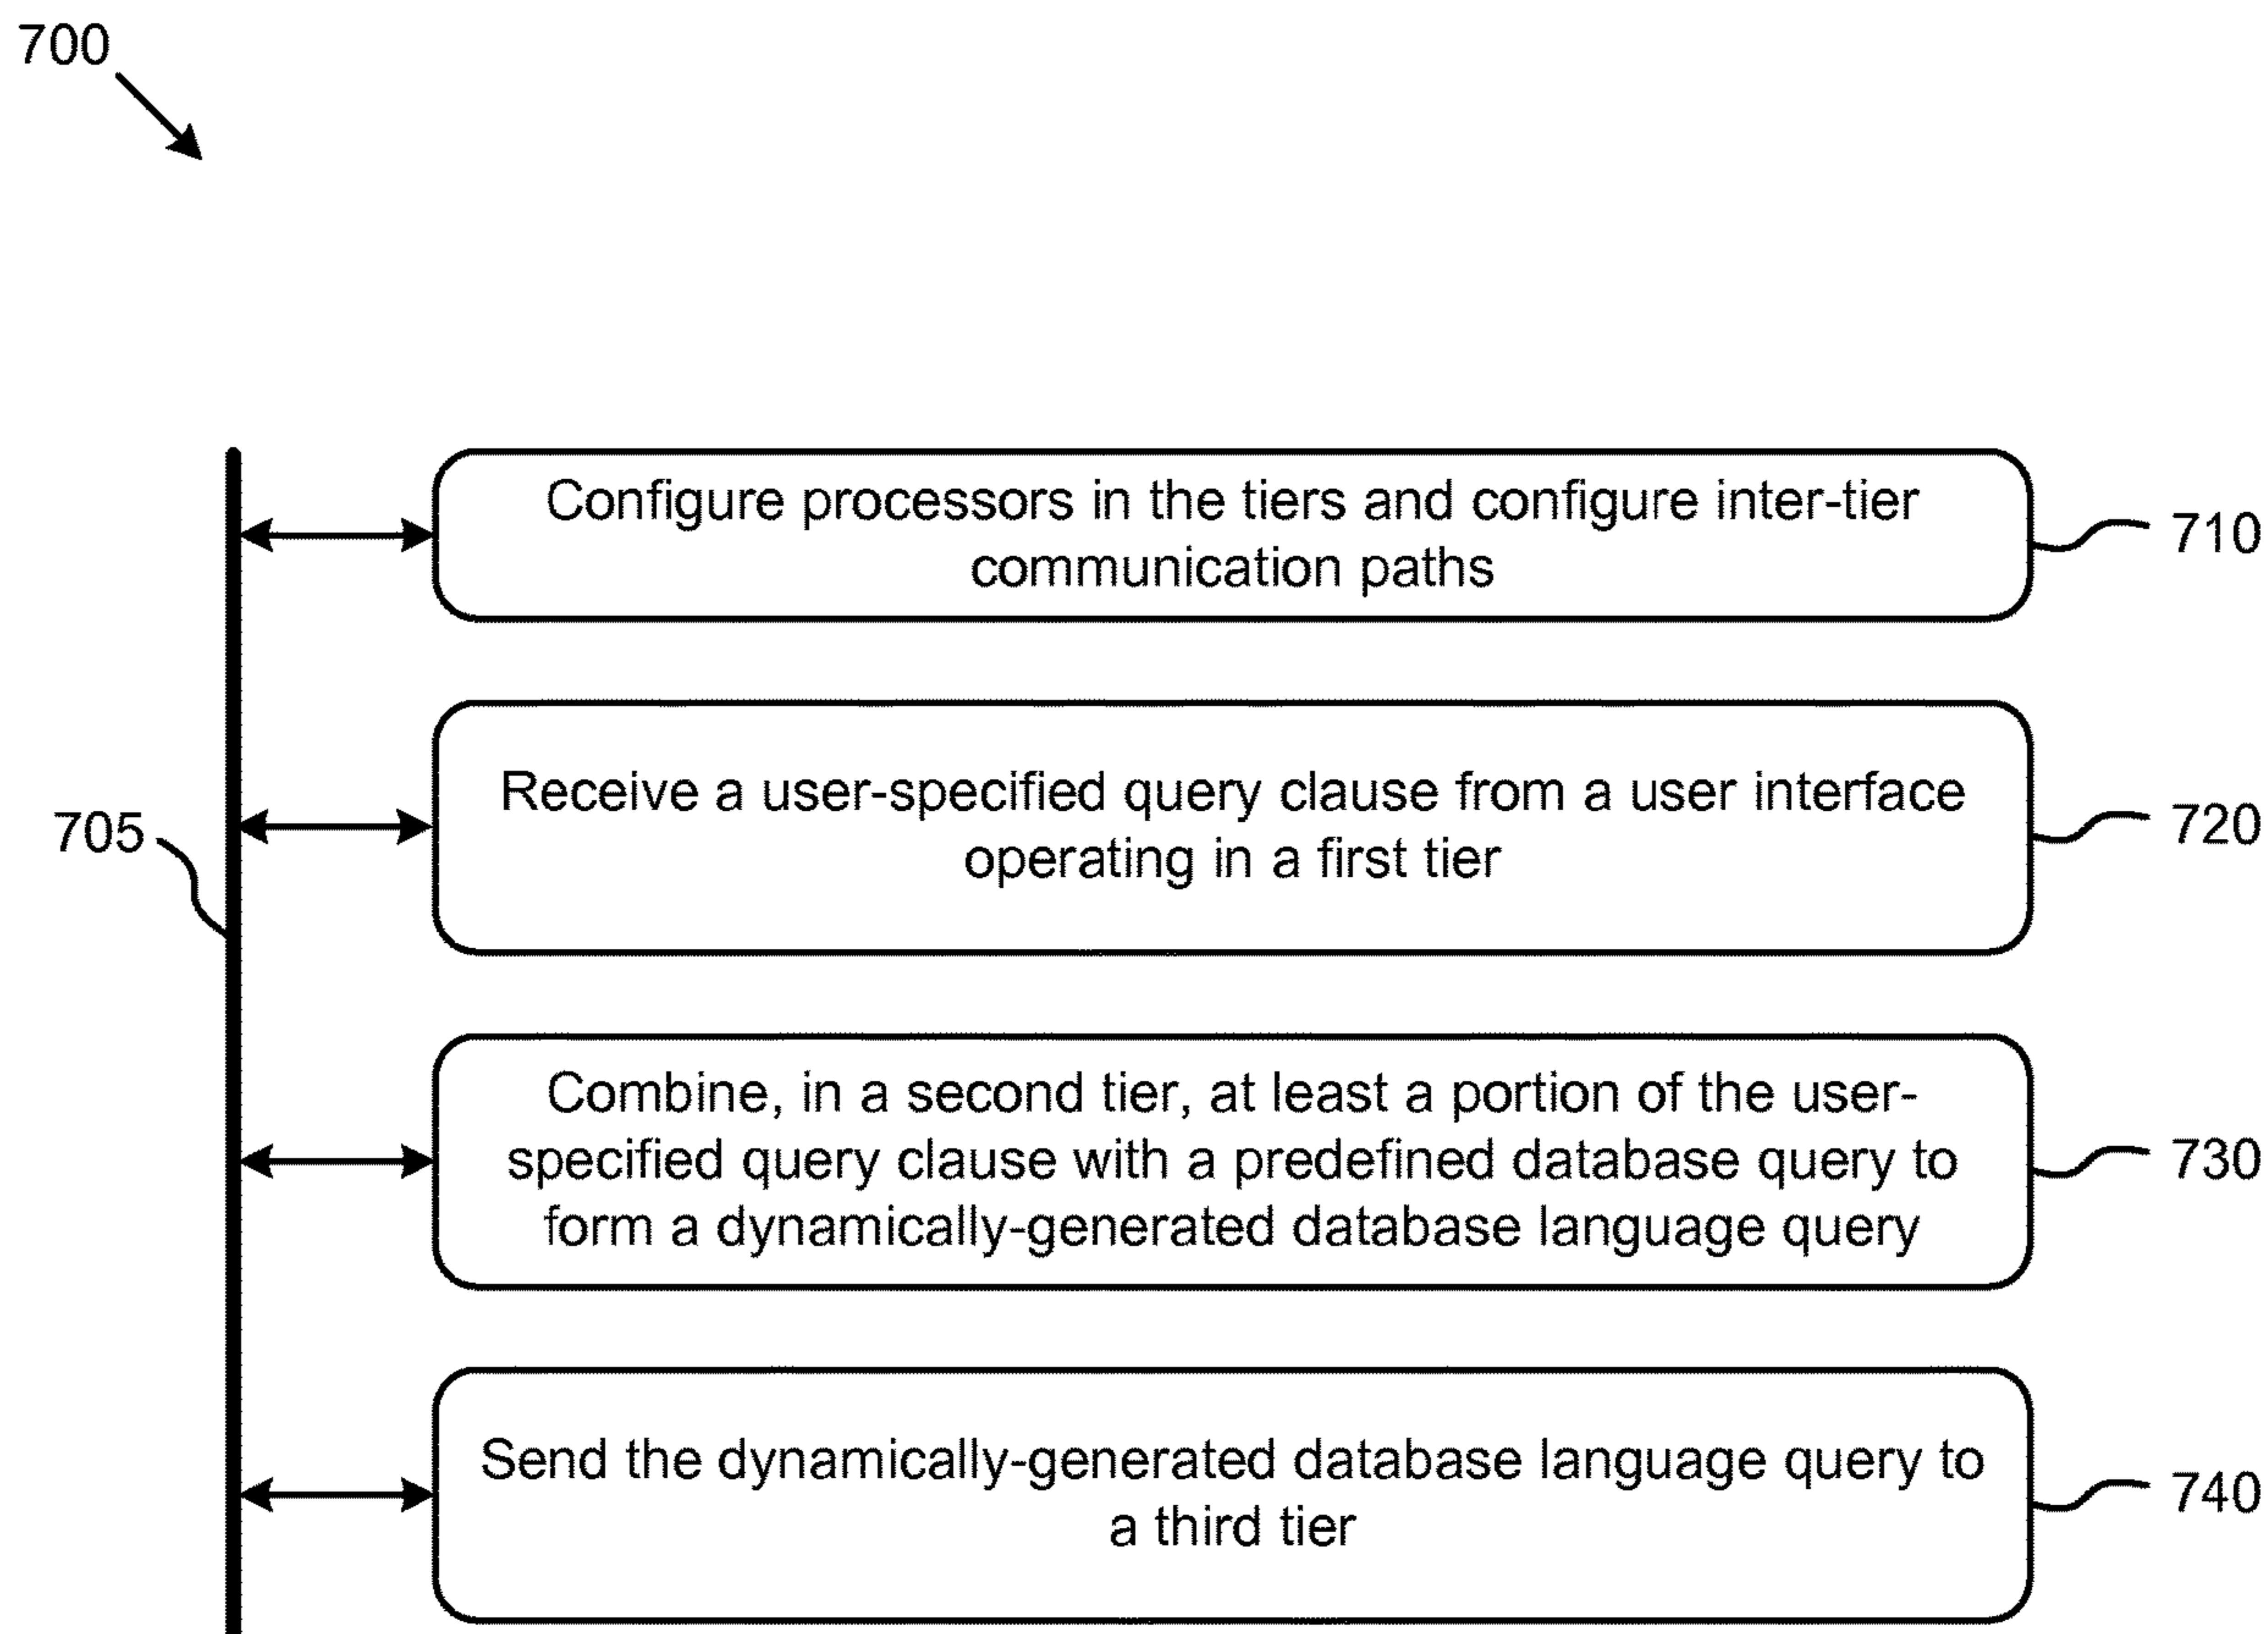 700
Configure processors in the tiers and configure inter-tier
communication paths
710
Receive a user-specified query clause from a user interface
operating in a first tier
720
705
Combine, in a second tier, at least a portion of the user-
specified query clause with a predefined database query to
form a dynamically-generated database language query
730
Send the dynamically-generated database language query to
a third tier
740